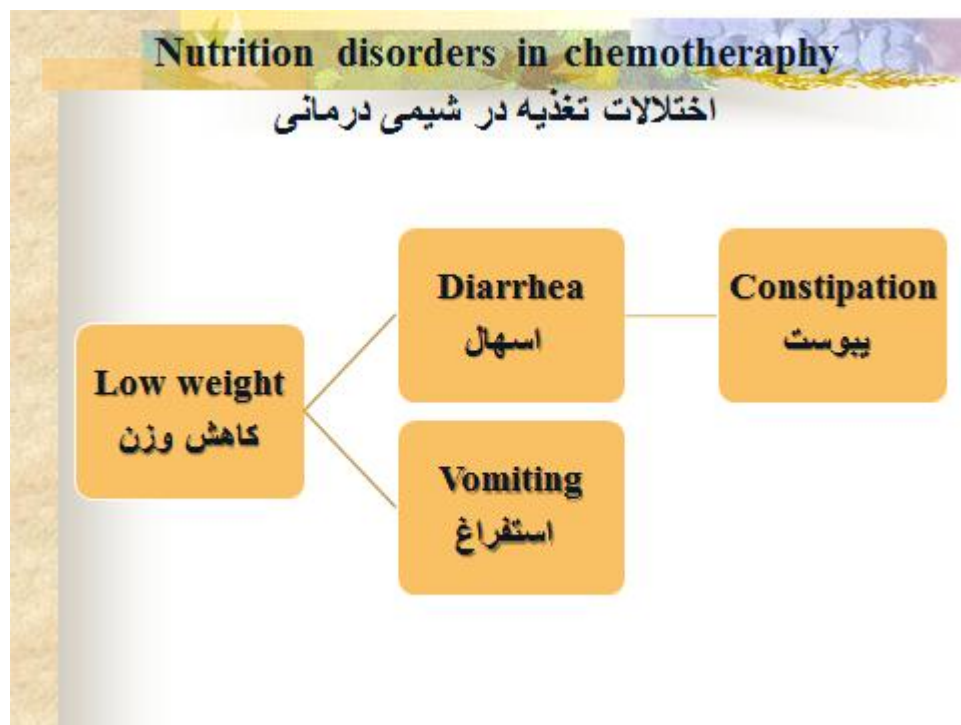 Nutrition disorders in chemotheraphy
اختلالات تغذیه در شیمی درمانی
Low weight
کاهش وزن
Diarrhea
اسهال
Constipation
یبوست
Vomiting
استفراغ